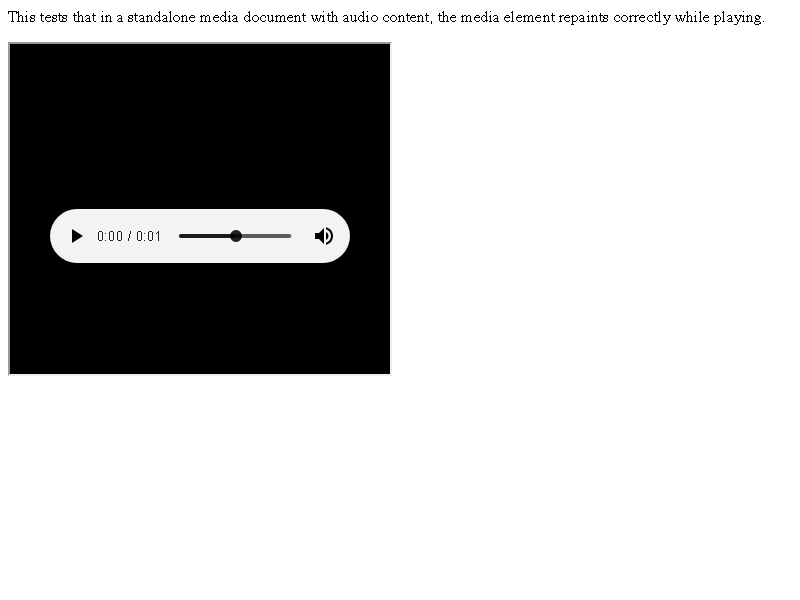 This tests that in a standalone media document with audio content, the media element repaints correctly while playing.
0:00 / 0:01